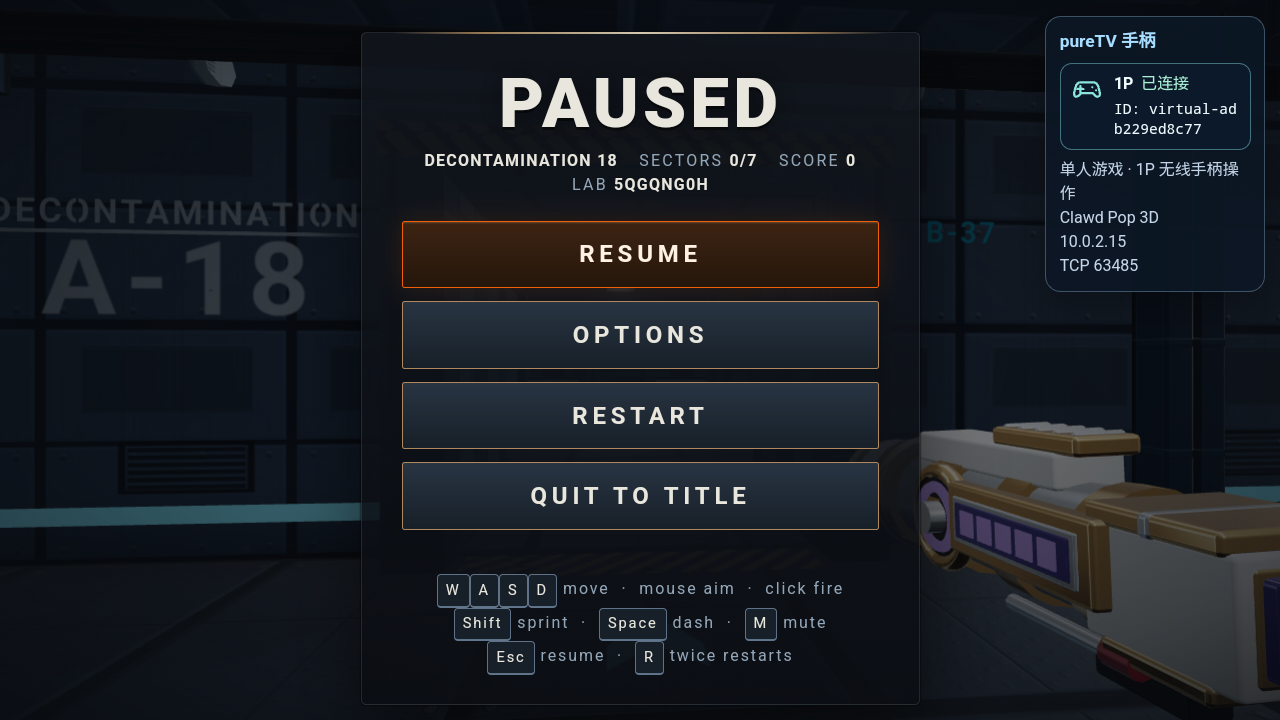 PAUSED
DECONTAMINATION 18 SECTORS 0/7 SCORE 0
LAB 5QGQNG0H
RESUME
OPTIONS
RESTART
QUIT TO TITLE
W A S D move · mouse aim · click fire
Shift sprint · Space dash · M mute
Esc resume · R twice restarts
DECONTAMINATION
A-18
B-37
pureTV 手柄
1P 已连接
ID: virtual-ad
b229ed8c77
单人游戏 · 1P 无线手柄操
作
Clawd Pop 3D
10.0.2.15
TCP 63485